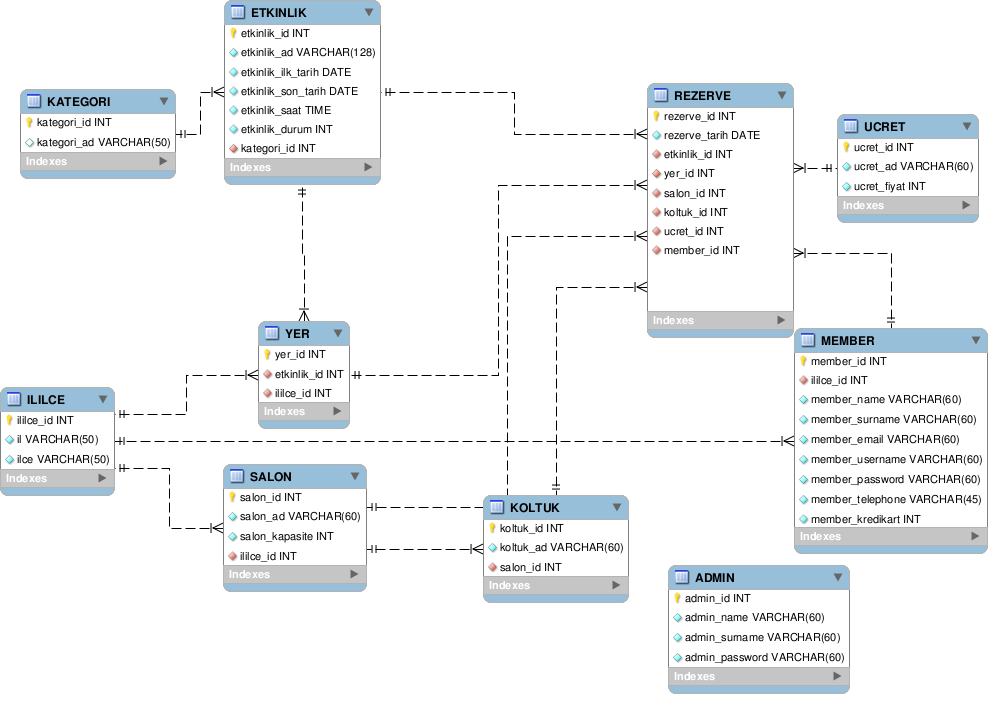 ETKINLIK
etkinlik_id INT
etkinlik_ad VARCHAR(128)
etkinlik_ilk_tarih DATE
etkinlik_son_tarih DATE
etkinlik_saat TIME
etkinlik_durum INT
kategori_id INT
Indexes
KATEGORI
kategori_id INT
kategori_ad VARCHAR(50)
Indexes
REZERVE
rezerve_id INT
rezerve_tarih DATE
etkinlik_id INT
yer_id INT
salon_id INT
koltuk_id INT
ucret_id INT
member_id INT
Indexes
UCRET
ucret_id INT
ucret_ad VARCHAR(60)
ucret_fiyat INT
Indexes
YER
yer_id INT
etkinlik_id INT
ililce_id INT
Indexes
MEMBER
member_id INT
ililce_id INT
member_name VARCHAR(60)
member_surname VARCHAR(60)
member_email VARCHAR(60)
member_username VARCHAR(60)
member_password VARCHAR(60)
member_telephone VARCHAR(45)
member_kredikart INT
Indexes
ILILCE
ililce_id INT
il VARCHAR(50)
ilce VARCHAR(50)
Indexes
SALON
salon_id INT
salon_ad VARCHAR(60)
salon_kapasite INT
ililce_id INT
Indexes
KOLTUK
koltuk_id INT
koltuk_ad VARCHAR(60)
salon_id INT
Indexes
ADMIN
admin_id INT
admin_name VARCHAR(60)
admin_surname VARCHAR(60)
admin_password VARCHAR(60)
Indexes